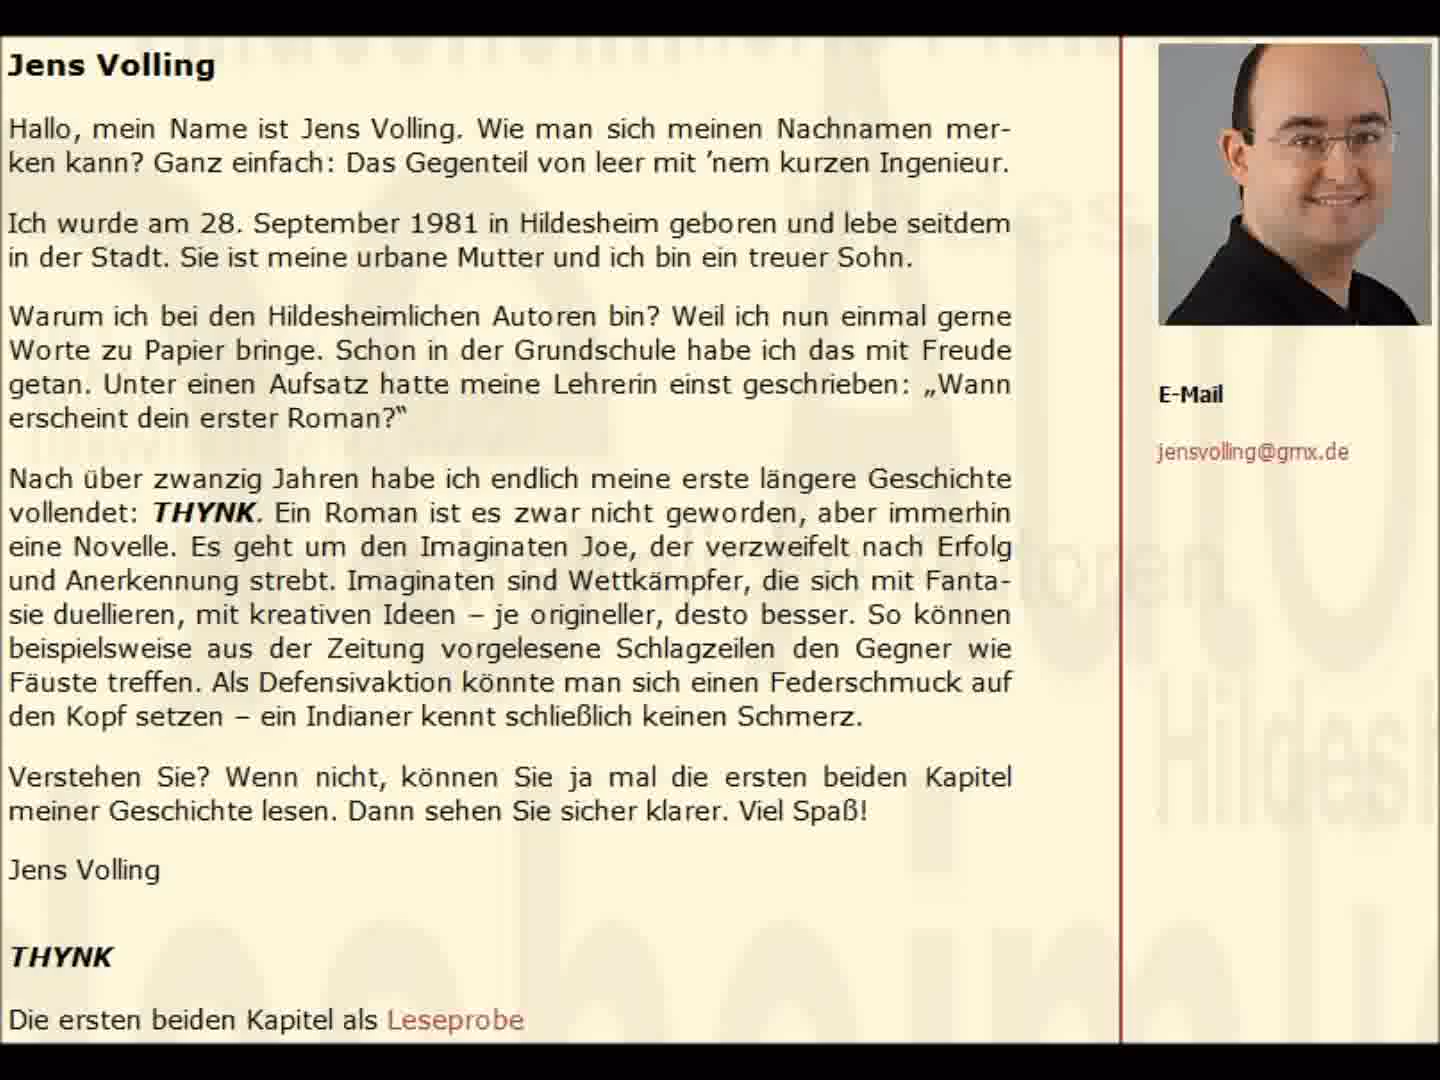 Jens Volling
Hallo, mein Name ist Jens Volling. Wie man sich meinen Nachnamen mer-
ken kann? Ganz einfach: Das Gegenteil von leer mit ’nem kurzen Ingenieur.
Ich wurde am 28. September 1981 in Hildesheim geboren und lebe seitdem
in der Stadt. Sie ist meine urbane Mutter und ich bin ein treuer Sohn.
Warum ich bei den Hildesheimlichen Autoren bin? Weil ich nun einmal gerne
Worte zu Papier bringe. Schon in der Grundschule habe ich das mit Freude
getan. Unter einen Aufsatz hatte meine Lehrerin einst geschrieben: „Wann
erscheint dein erster Roman?“
Nach über zwanzig Jahren habe ich endlich meine erste längere Geschichte
vollendet: THYNK. Ein Roman ist es zwar nicht geworden, aber immerhin
eine Novelle. Es geht um den Imaginaten Joe, der verzweifelt nach Erfolg
und Anerkennung strebt. Imaginaten sind Wettkämpfer, die sich mit Fanta-
sie duellieren, mit kreativen Ideen – je origineller, desto besser. So können
beispielsweise aus der Zeitung vorgelesene Schlagzeilen den Gegner wie
Fäuste treffen. Als Defensivaktion könnte man sich einen Federschmuck auf
den Kopf setzen – ein Indianer kennt schließlich keinen Schmerz.
Verstehen Sie? Wenn nicht, können Sie ja mal die ersten beiden Kapitel
meiner Geschichte lesen. Dann sehen Sie sicher klarer. Viel Spaß!
Jens Volling
THYNK
Die ersten beiden Kapitel als Leseprobe
E-Mail
jensvolling@gmx.de